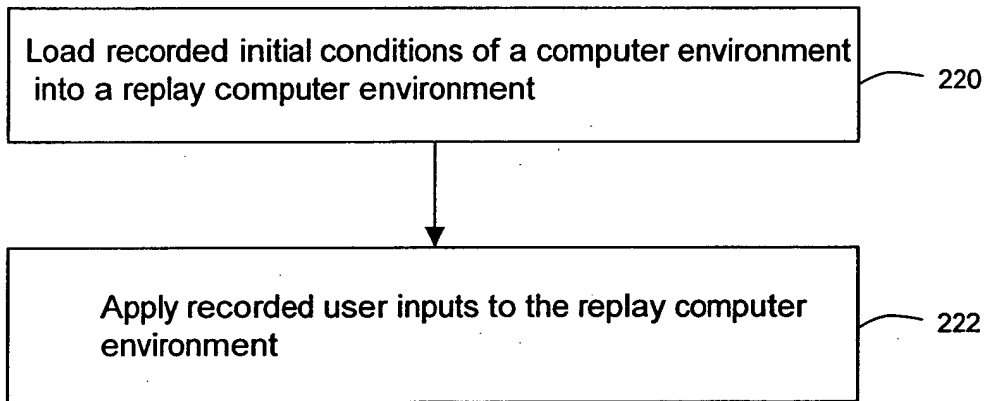 Load recorded initial conditions of a computer environment
into a replay computer environment
220
Apply recorded user inputs to the replay computer
environment
222